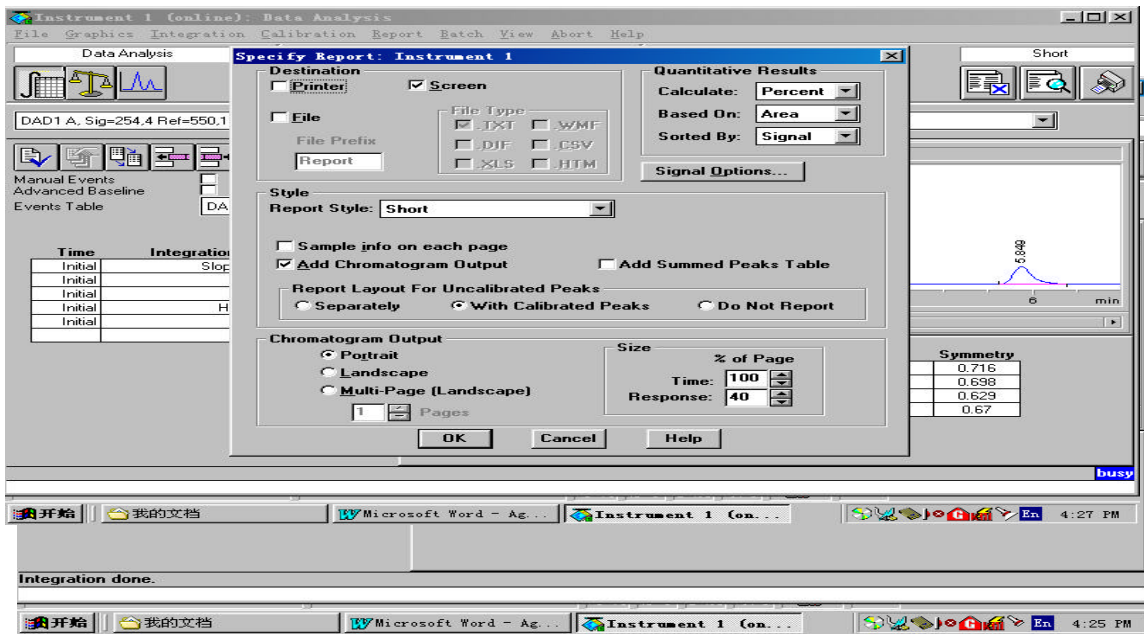 Instrument 1 (online): Data Analysis
File Graphics Integration Calibration Report Batch View Abort Help
Data Analysis
Short
DAD1 A, Sig=254,4 Ref=550,1
Manual Events
Advanced Baseline
Events Table DA
Time Integration
Initial Slop
Initial
Initial
Initial H
Initial
Specify Report: Instrument 1
Destination
Printer
Screen
File
File Prefix
Report
File Type
.TXT .WMF
.DIF .CSV
.XLS .HTM
Quantitative Results
Calculate: Percent
Based On: Area
Sorted By: Signal
Signal Options...
Style
Report Style: Short
Sample info on each page
Add Chromatogram Output
Add Summed Peaks Table
Report Layout For Uncalibrated Peaks
Separately With Calibrated Peaks Do Not Report
Chromatogram Output
Portrait
Landscape
Multi-Page (Landscape)
1 Pages
Size
% of Page
Time: 100
Response: 40
OK Cancel Help
5.849
6 min
Symmetry
0.716
0.698
0.629
0.67
busy
开始 我的文档 Microsoft Word - Ag... Instrument 1 (on... En 4:27 PM
Integration done.
开始 我的文档 Microsoft Word - Ag... Instrument 1 (on... En 4:25 PM